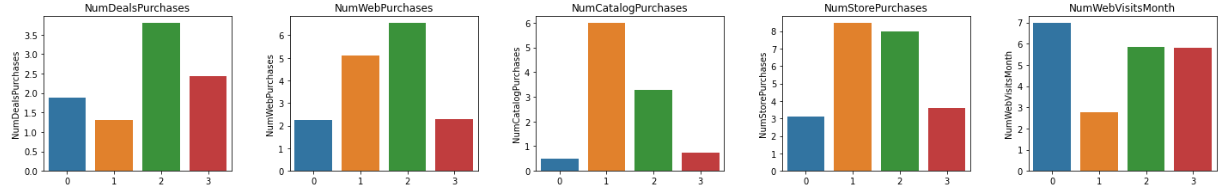 NumDealsPurchases
NumDealsPurchases
3.5
3.0
2.5
2.0
1.5
1.0
0.5
0.0
0 1 2 3
NumWebPurchases
NumWebPurchases
6
5
4
3
2
1
0
0 1 2 3
NumCatalogPurchases
NumCatalogPurchases
6
5
4
3
2
1
0
0 1 2 3
NumStorePurchases
NumStorePurchases
8
7
6
5
4
3
2
1
0
0 1 2 3
NumWebVisitsMonth
NumWebVisitsMonth
7
6
5
4
3
2
1
0
0 1 2 3